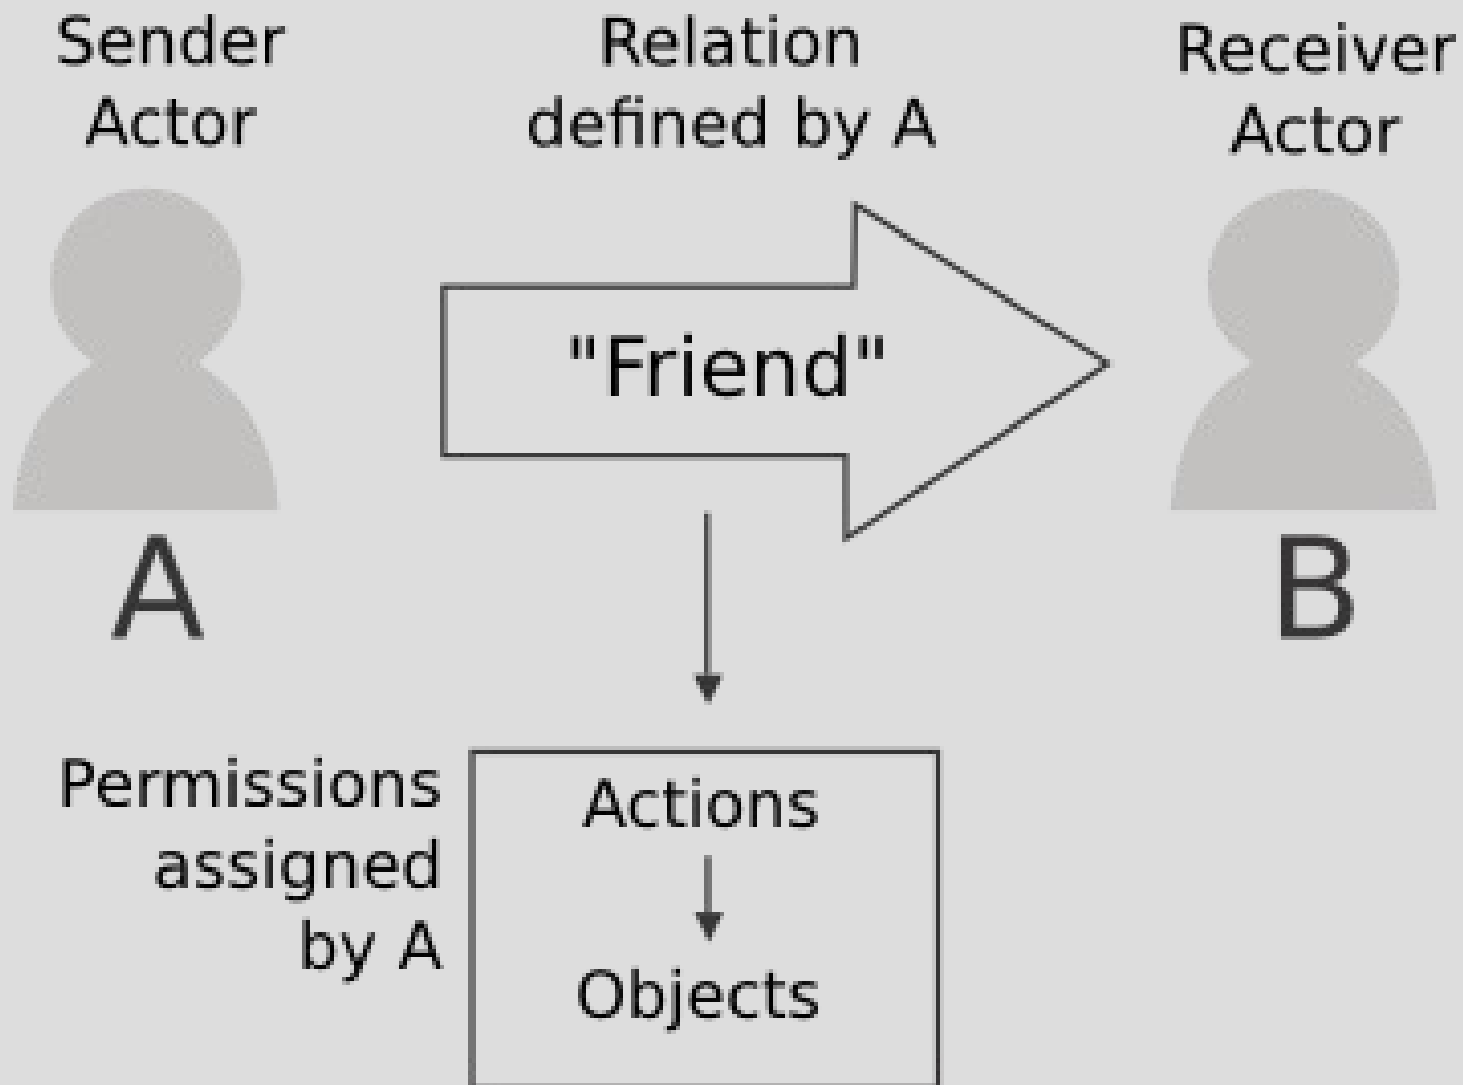 Sender
Actor
Relation
defined by A
Receiver
Actor
"Friend"
A
B
Permissions
assigned
by A
Actions
Objects